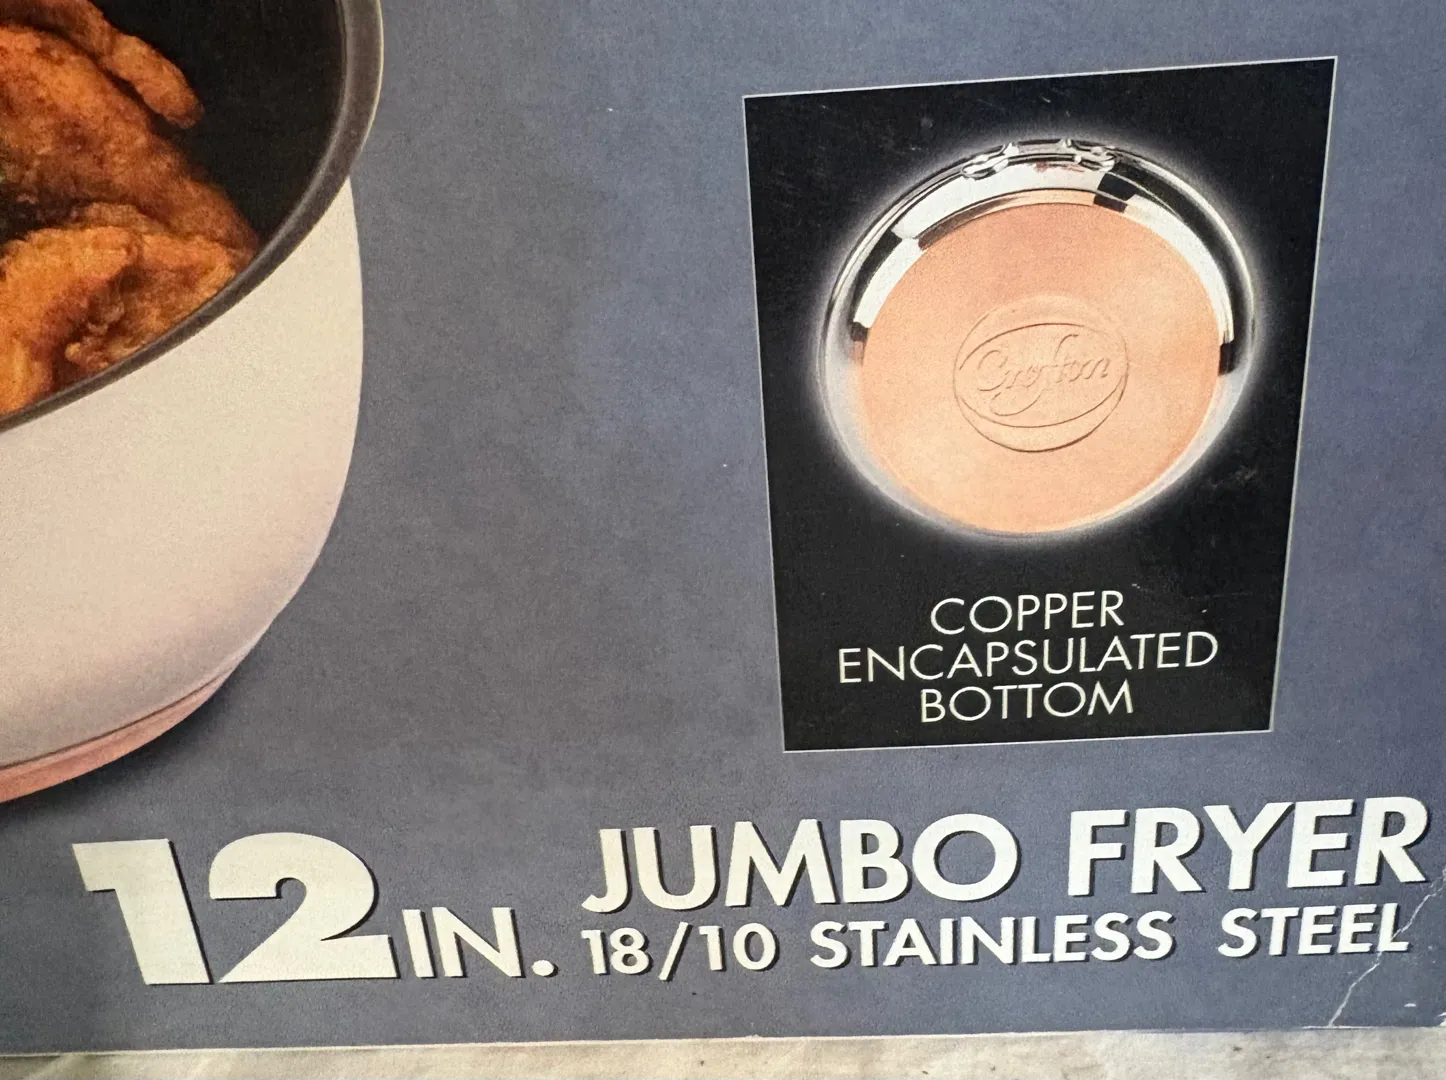 COPPER
ENCAPSULATED
BOTTOM
12 IN. JUMBO FRYER
18/10 STAINLESS STEEL